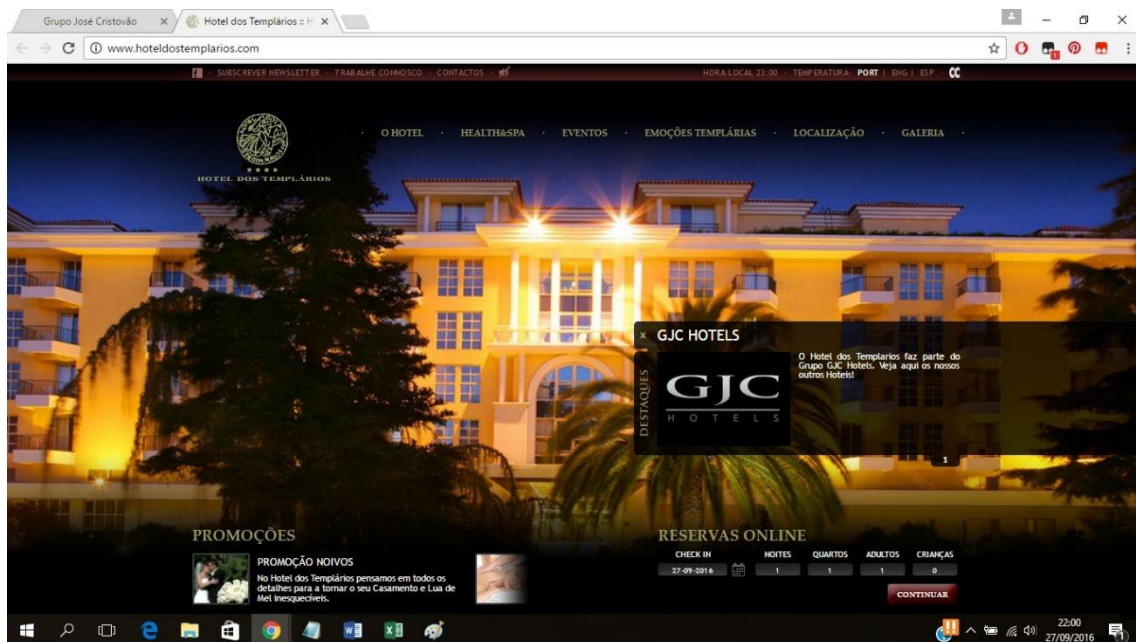 Grupo José Cristovão
Hotel dos Templários :: H
www.hoteldostemplarios.com
1
SUBSCREVER NEWSLETTER · TRABALHE CONNOSCO · CONTACTOS ·
HORA LOCAL 23:00 · TEMPERATURA· PORT | ENG | ESP ·
· O HOTEL · HEALTH&SPA · EVENTOS · EMOÇÕES TEMPLÁRIAS · LOCALIZAÇÃO · GALERIA ·
HOTEL DOS TEMPLÁRIOS
x GJC HOTELS
DESTAQUES
GJC
HOTELS
O Hotel dos Templarios faz parte do
Grupo GJC Hotels. Veja aqui os nossos
outros Hoteis!
1
PROMOÇÕES
PROMOÇÃO NOIVOS
No Hotel dos Templários pensamos em todos os
detalhes para a tornar o seu Casamento e Lua de
Mel inesquecíveis.
RESERVAS ONLINE
CHECK IN NOITES QUARTOS ADULTOS CRIANÇAS
27-09-2016 1 1 1 0
CONTINUAR
22:00
27/09/2016